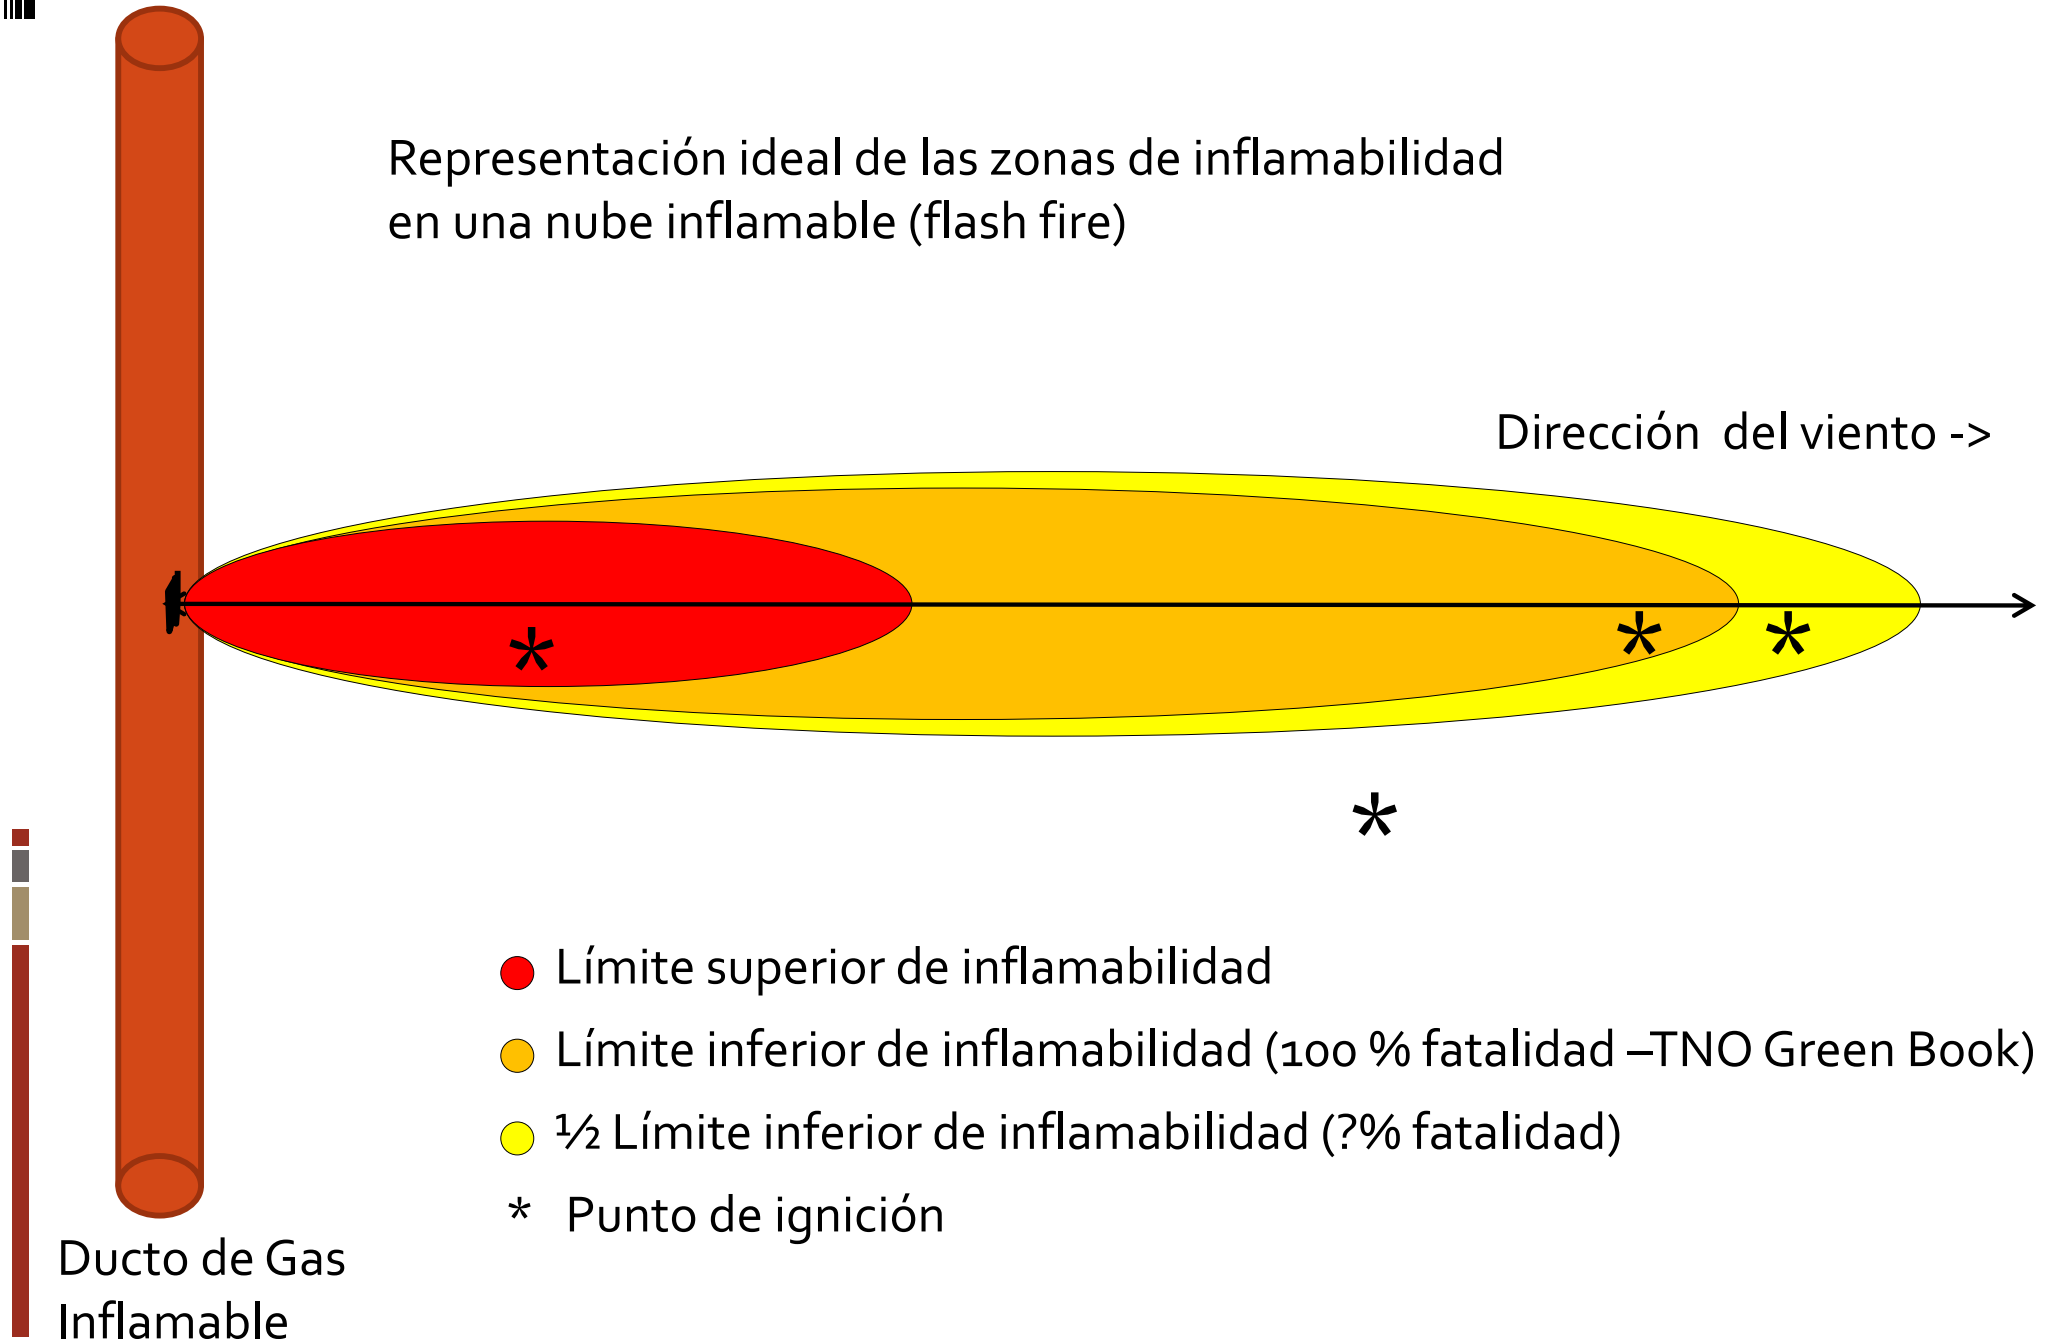 Representación ideal de las zonas de inflamabilidad
en una nube inflamable (flash fire)
Dirección  del viento ->
*
*
*
*
Límite superior de inflamabilidad
Límite inferior de inflamabilidad (100 % fatalidad –TNO Green Book)
½ Límite inferior de inflamabilidad (?% fatalidad)
* Punto de ignición
Ducto de Gas
Inflamable